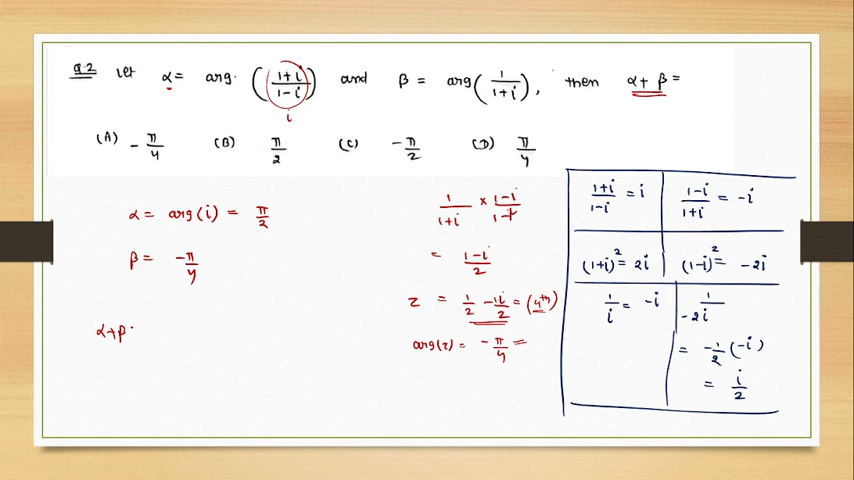 Q.2 Let α = arg. ((1+i)/(1-i)) and β = arg(1/(1+i)), then α + β =
i
(A) -π/4 (B) π/2 (C) -π/2 (D) π/4
α = arg(i) = π/2
β = -π/4
α+β
1/(1+i) × (1-i)/(1-i)
= (1-i)/2
z = 1/2 - 1i/2 = (4th)
arg(z) = -π/4 =
(1+i)/(1-i) = i
(1-i)/(1+i) = -i
(1+i)² = 2i
(1-i)² = -2i
1/i = -i
1/-2i
= -1/2 (-i)
= i/2